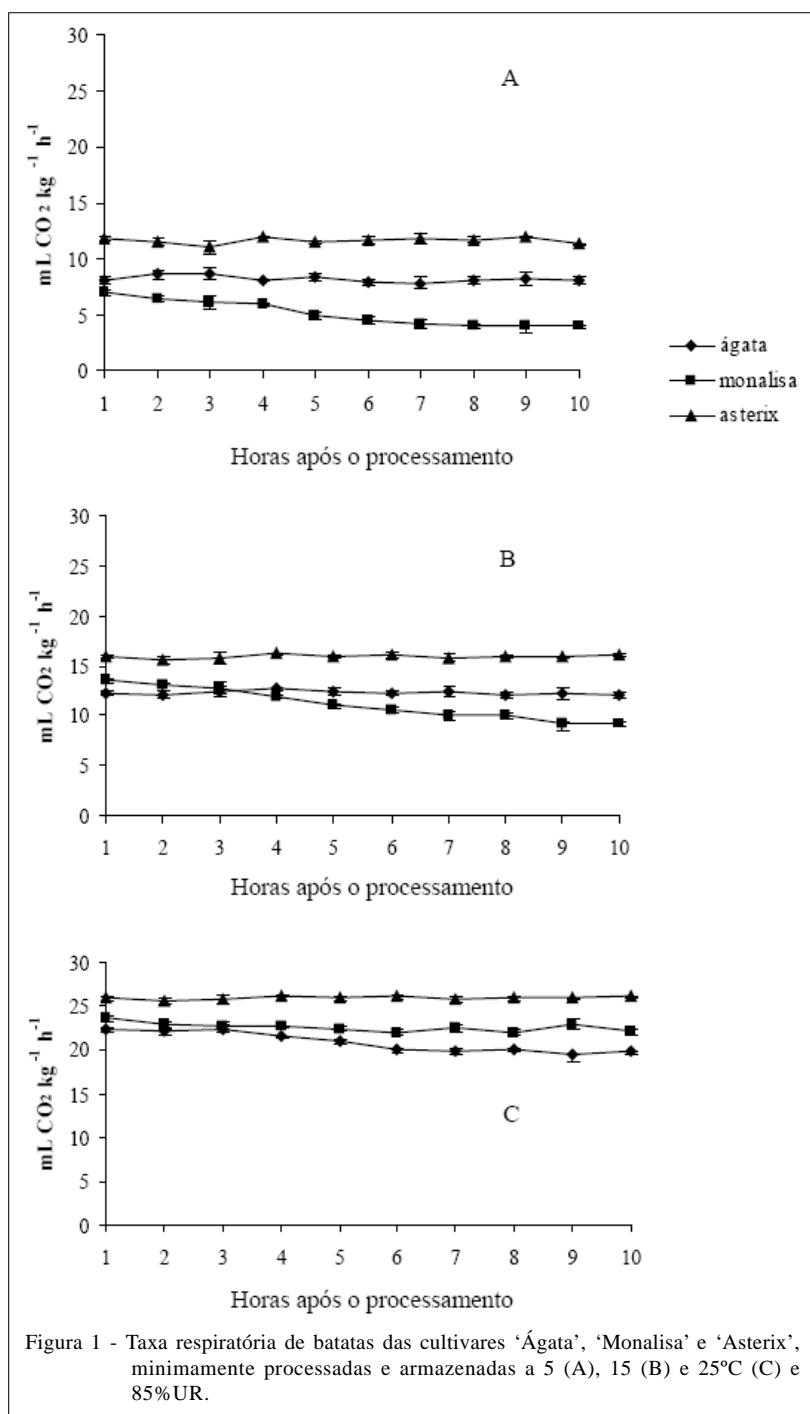 30
25
20
15
10
5
0
mL CO2 kg -1 h-1
A
1 2 3 4 5 6 7 8 9 10
Horas após o processamento
ágata
monalisa
asterix
30
25
20
15
10
5
0
mL CO2 kg -1 h-1
B
1 2 3 4 5 6 7 8 9 10
Horas após o processamento
30
25
20
15
10
5
0
mL CO2 kg -1 h-1
C
1 2 3 4 5 6 7 8 9 10
Horas após o processamento
Figura 1 - Taxa respiratória de batatas das cultivares ‘Ágata’, ‘Monalisa’ e ‘Asterix’,
minimamente processadas e armazenadas a 5 (A), 15 (B) e 25ºC (C) e
85%UR.